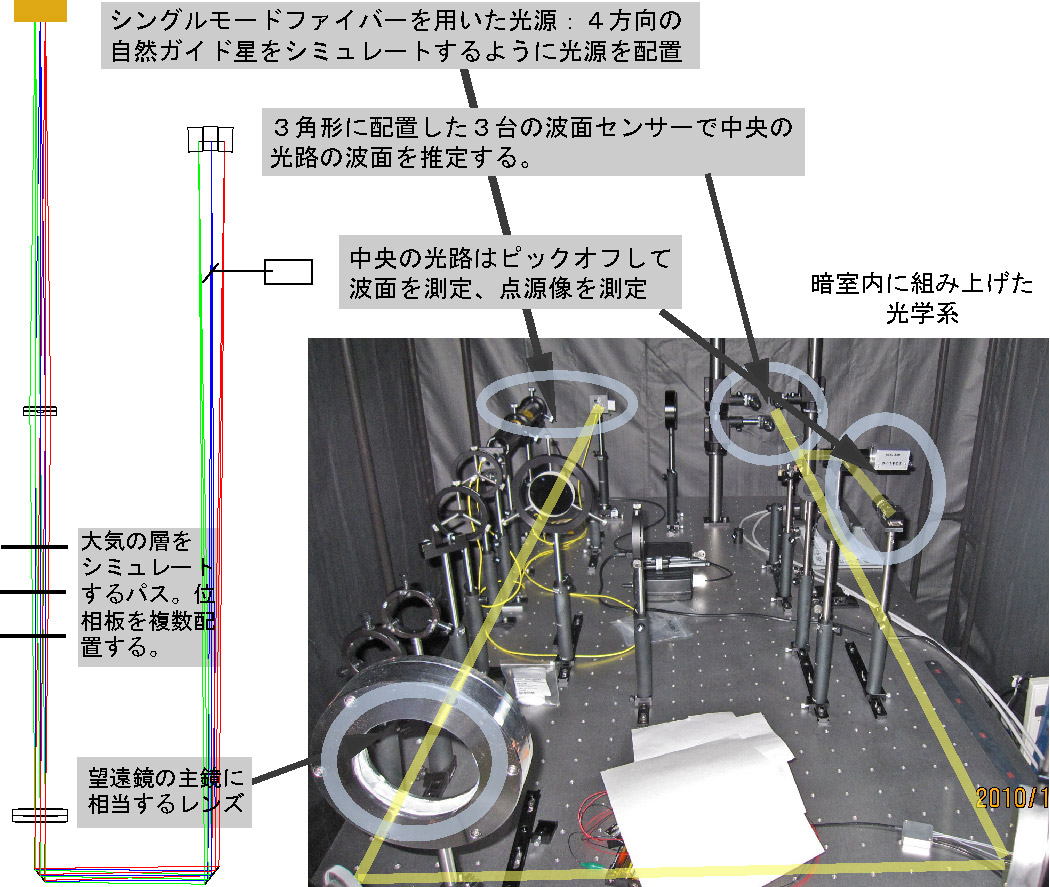 シングルモードファイバーを用いた光源：４方向の
自然ガイド星をシミュレートするように光源を配置
３角形に配置した３台の波面センサーで中央の
光路の波面を推定する。
中央の光路はピックオフして
波面を測定、点源像を測定
暗室内に組み上げた
光学系
大気の層を
シミュレート
するパス。位
相板を複数配
置する。
望遠鏡の主鏡に
相当するレンズ
2010/1